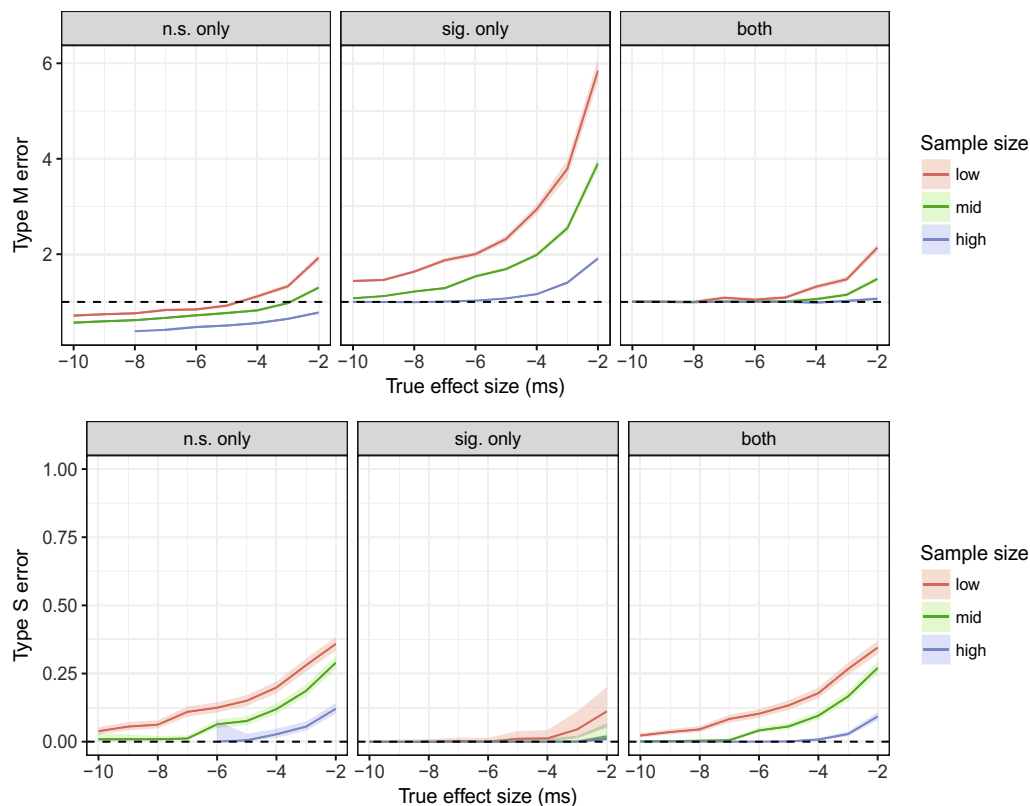 n.s. only
sig. only
both
6
4
2
Type M error
−10 −8 −6 −4 −2
−10 −8 −6 −4 −2
−10 −8 −6 −4 −2
True effect size (ms)
Sample size
low
mid
high
n.s. only
sig. only
both
1.00
0.75
0.50
0.25
0.00
Type S error
−10 −8 −6 −4 −2
−10 −8 −6 −4 −2
−10 −8 −6 −4 −2
True effect size (ms)
Sample size
low
mid
high